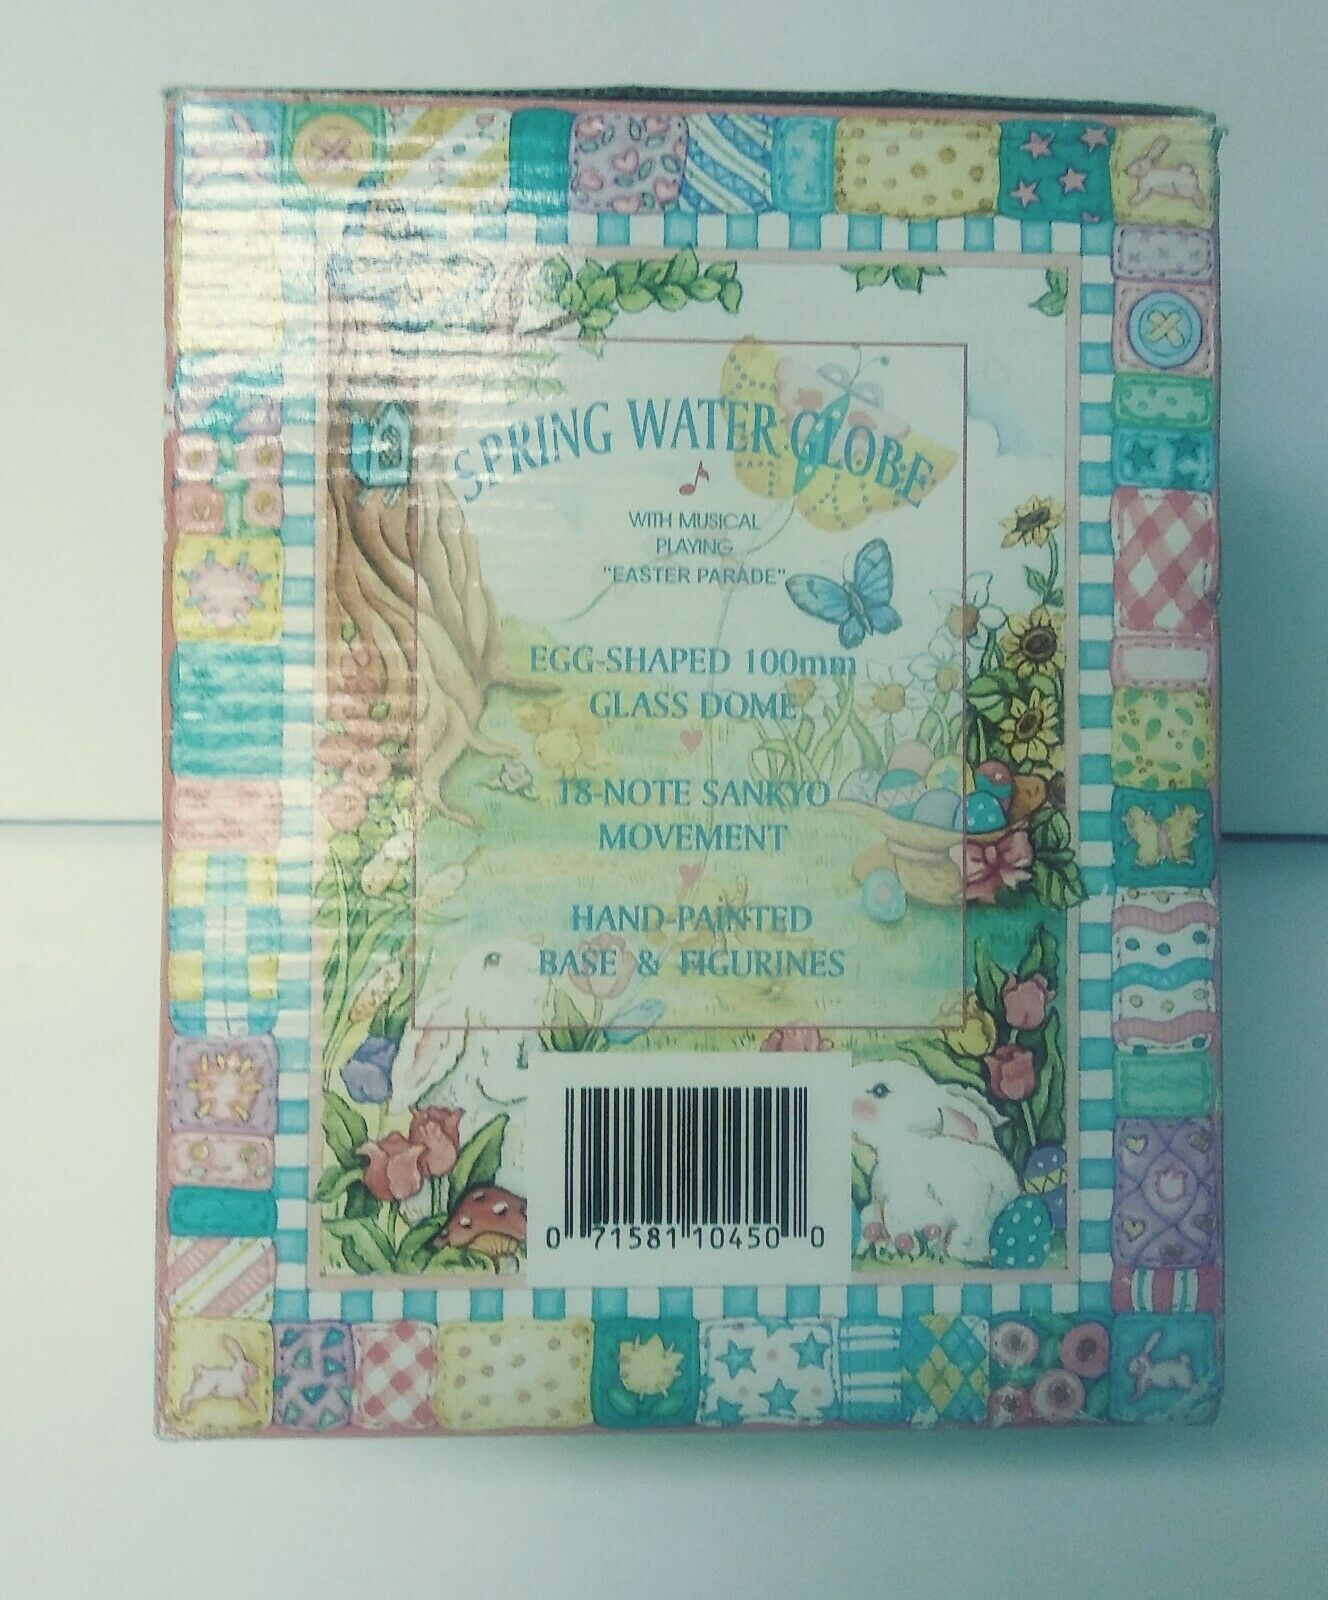 SPRING WATER GLOBE
WITH MUSICAL
PLAYING
"EASTER PARADE"
EGG-SHAPED 100mm
GLASS DOME
18-NOTE SANKYO
MOVEMENT
HAND-PAINTED
BASE & FIGURINES
0 71581 10450 0